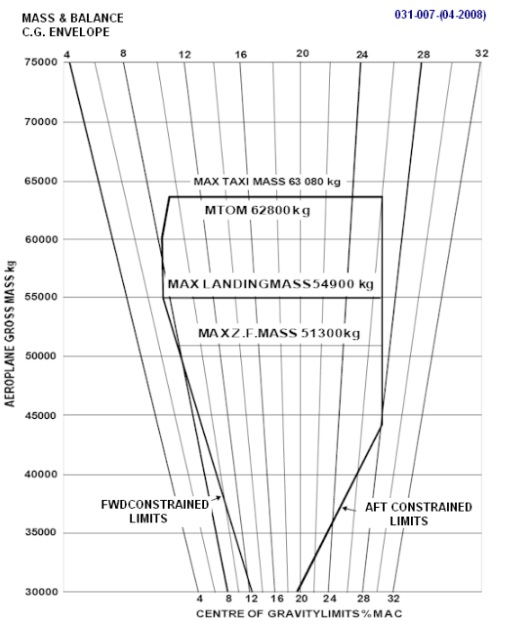 MASS & BALANCE
C.G. ENVELOPE
031-007-(04-2008)
4 8 12 16 20 24 28 32
75000
70000
65000
60000
55000
50000
45000
40000
35000
30000
AEROPLANE GROSS MASS kg
MAX TAXI MASS 63 080 kg
MTOM 62800kg
MAX LANDINGMASS54900 kg
MAXZ.F.MASS 51300kg
FWDCONSTRAINED
LIMITS
AFT CONSTRAINED
LIMITS
4 8 12 16 20 24 28 32
CENTRE OF GRAVITYLIMITS%MAC